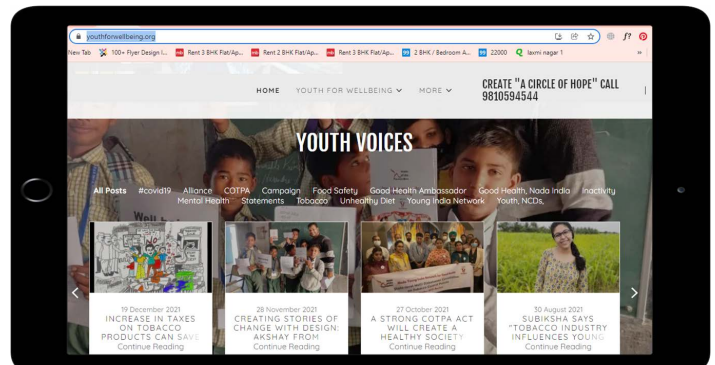 youthforwellbeing.org
New Tab 100+ Flyer Design I... Rent 3 BHK Flat/Ap... Rent 2 BHK Flat/Ap... Rent 3 BHK Flat/Ap... 2 BHK / Bedroom A... 22000 laxmi nagar 1 »
HOME YOUTH FOR WELLBEING MORE
CREATE "A CIRCLE OF HOPE" CALL
9810594544
YOUTH VOICES
All Posts #covid19 Alliance COTPA Campaign Food Safety Good Health Ambassador Good Health, Nada India Inactivity
Mental Health Statements Tobacco Unhealthy Diet Young India Network Youth, NCDs,
19 December 2021
INCREASE IN TAXES
ON TOBACCO
PRODUCTS CAN SAVE
Continue Reading
28 November 2021
CREATING STORIES OF
CHANGE WITH DESIGN:
AKSHAY FROM
Continue Reading
27 October 2021
A STRONG COTPA ACT
WILL CREATE A
HEALTHY SOCIETY
Continue Reading
30 August 2021
SUBIKSHA SAYS
"TOBACCO INDUSTRY
INFLUENCES YOUNG
Continue Reading